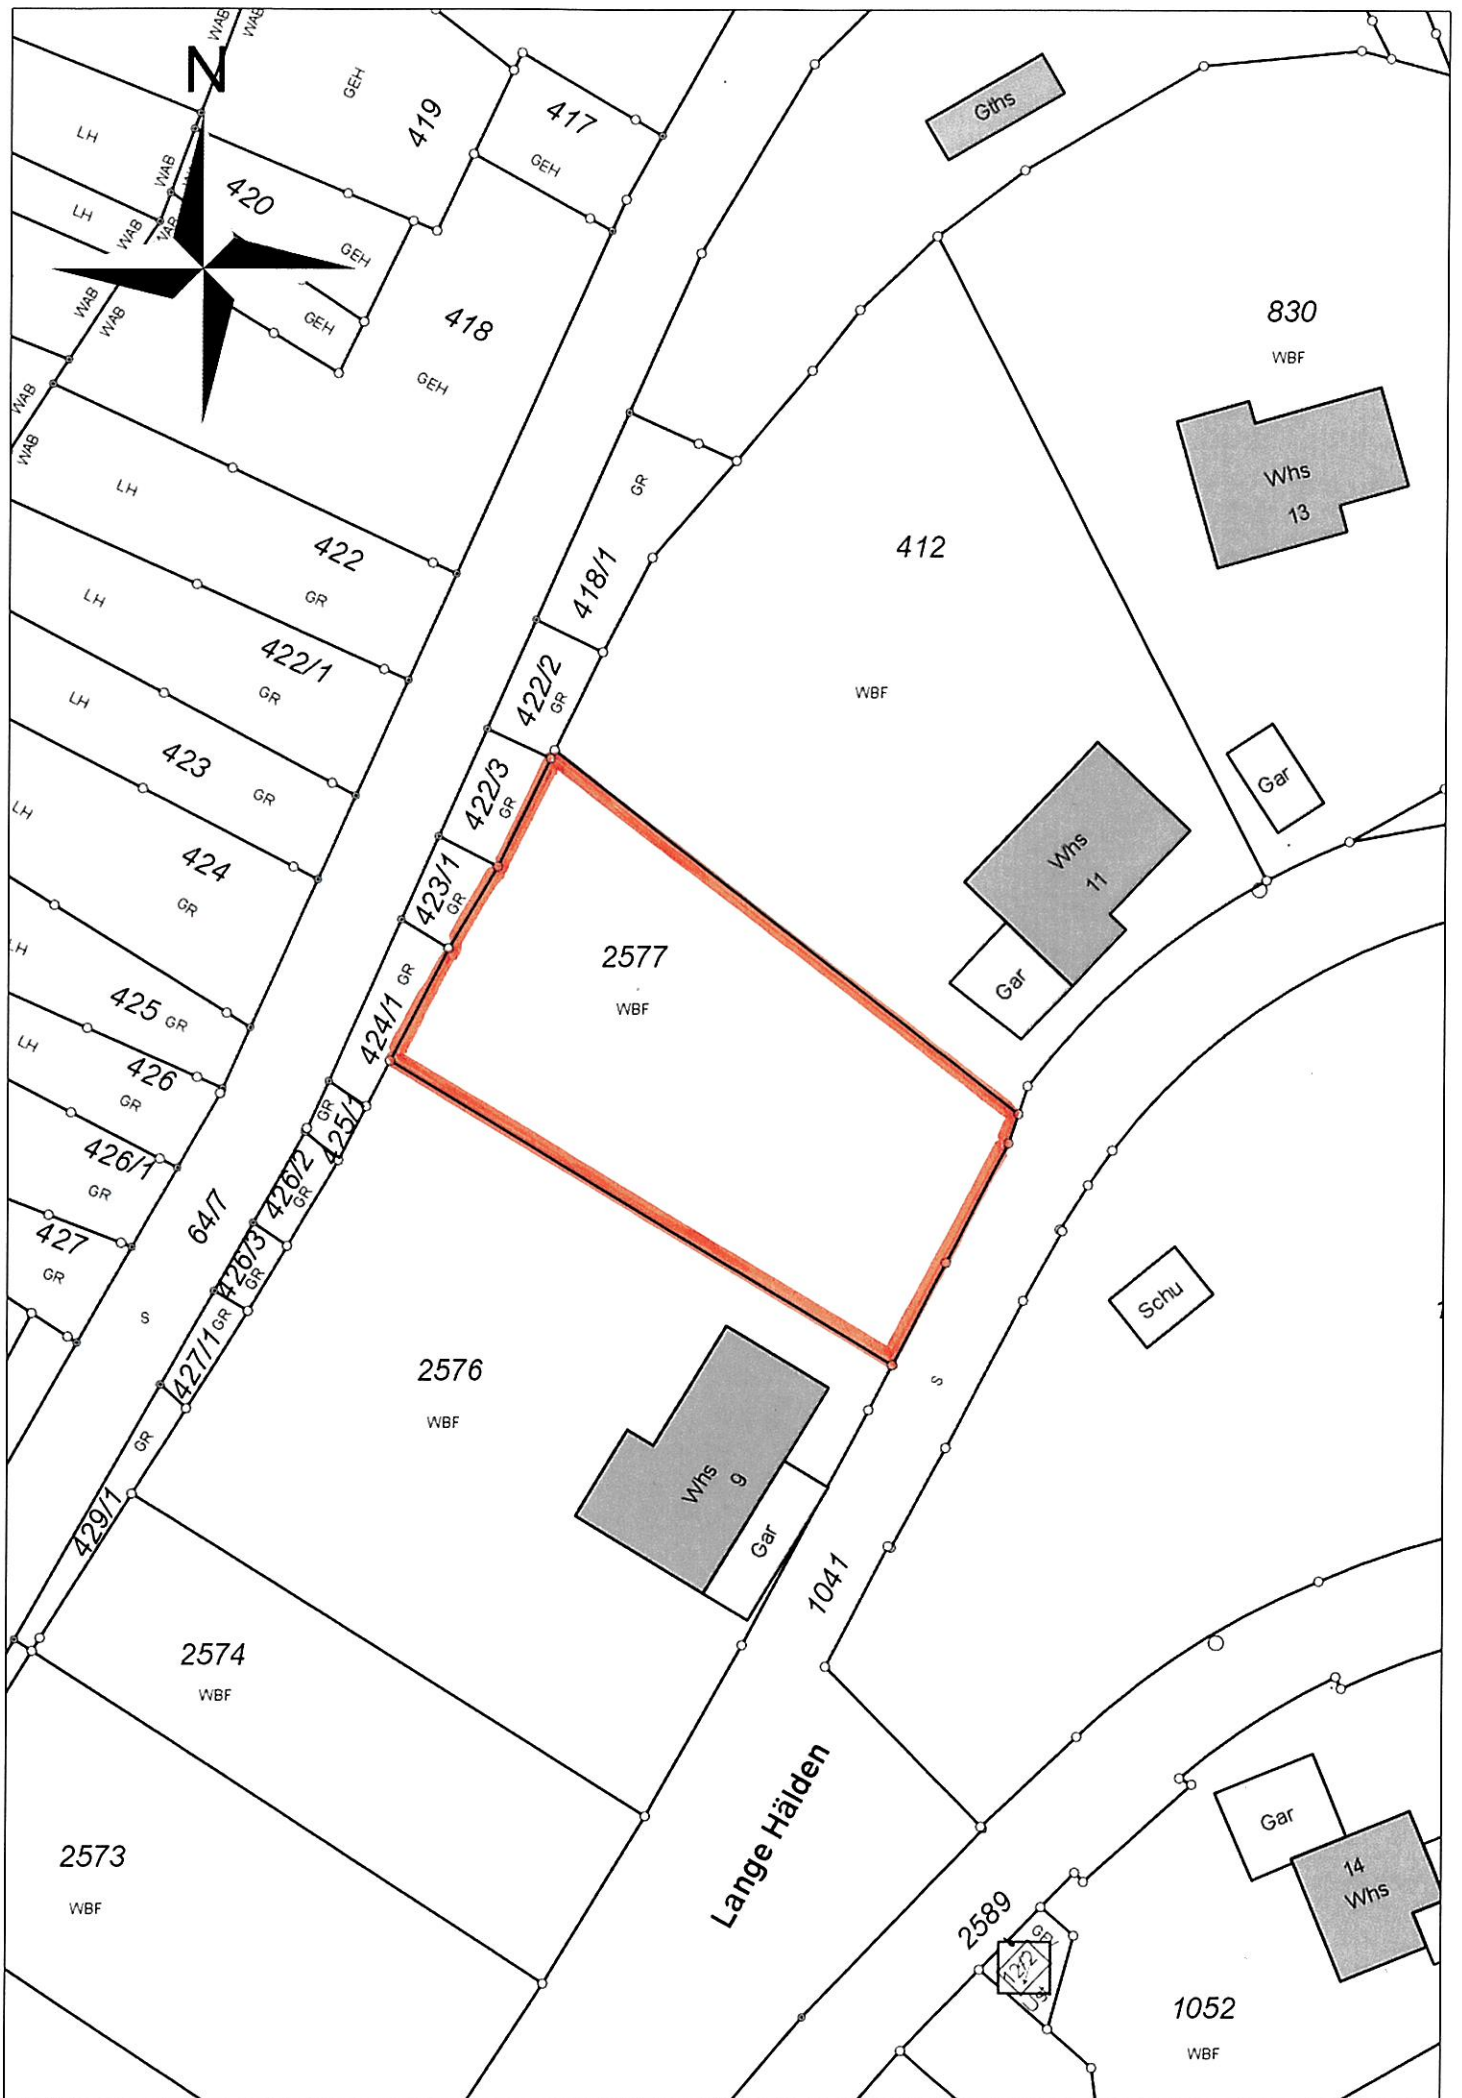 WAB
WAB
N
GEH
419
417
GEH
LH
WAB
420
LH
WAB
GEH
418
GEH
GEH
WAB
WAB
WAB
WAB
LH
422
GR
LH
422/1
GR
LH
423
GR
LH
424
GR
LH
425
GR
LH
426
GR
426/1
GR
427
GR
64/7
S
GR
418/1
422/2
GR
422/3
GR
423/1
GR
424/1
GR
GR
425/1
426/2
GR
426/3
GR
427/1
GR
GR
429/1
Gths
830
WBF
Whs
13
412
WBF
Gar
Whs
11
Gar
2577
WBF
2576
WBF
Whs
9
Gar
S
Schu
1041
Lange Hälden
2574
WBF
2573
WBF
2589
12/2
Ust
Gar
14
Whs
1052
WBF